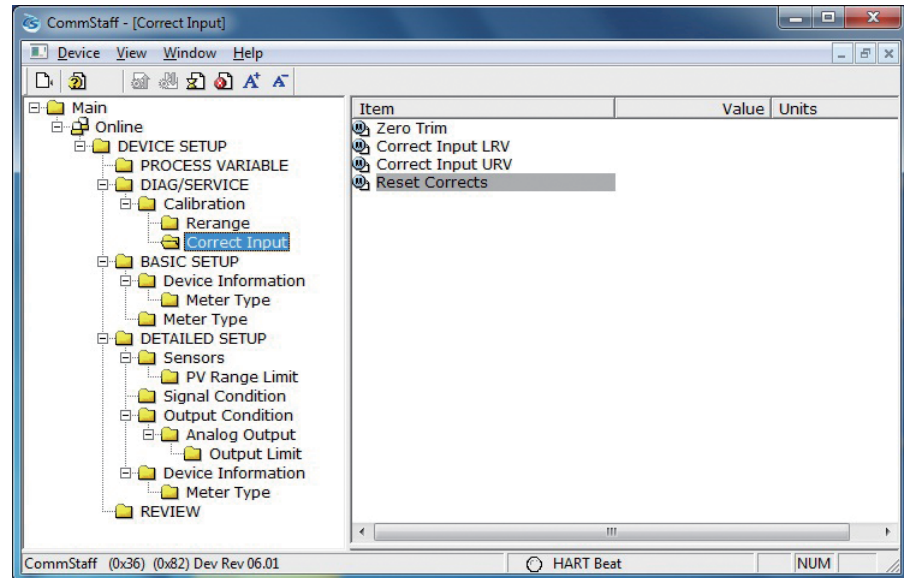 CommStaff - [Correct Input]
Device View Window Help
A+ A-
Item Value Units
Main
Online
DEVICE SETUP
PROCESS VARIABLE
DIAG/SERVICE
Calibration
Rerange
Correct Input
BASIC SETUP
Device Information
Meter Type
Meter Type
DETAILED SETUP
Sensors
PV Range Limit
Signal Condition
Output Condition
Analog Output
Output Limit
Device Information
Meter Type
REVIEW
Zero Trim
Correct Input LRV
Correct Input URV
Reset Corrects
CommStaff (0x36) (0x82) Dev Rev 06.01 HART Beat NUM